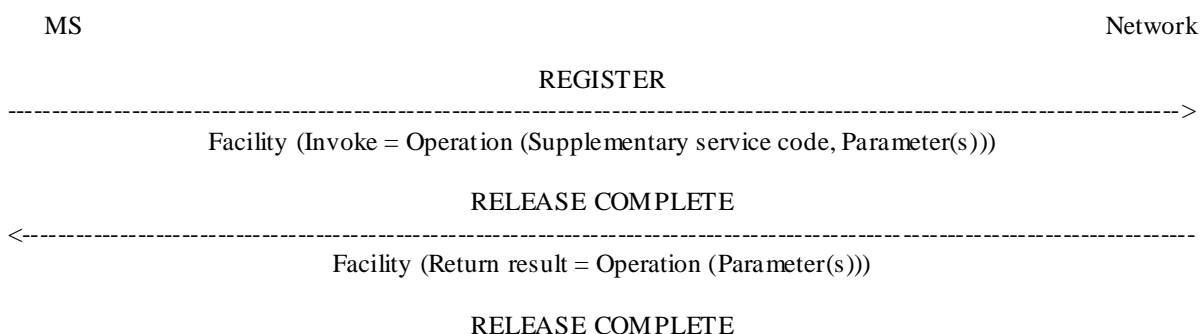 MS Network
REGISTER
------------------------------------------------------------------------------------------------------------------------>
Facility (Invoke = Operation (Supplementary service code, Parameter(s)))
RELEASE COMPLETE
<------------------------------------------------------------------------------------------------------------------------
Facility (Return result = Operation (Parameter(s)))
RELEASE COMPLETE